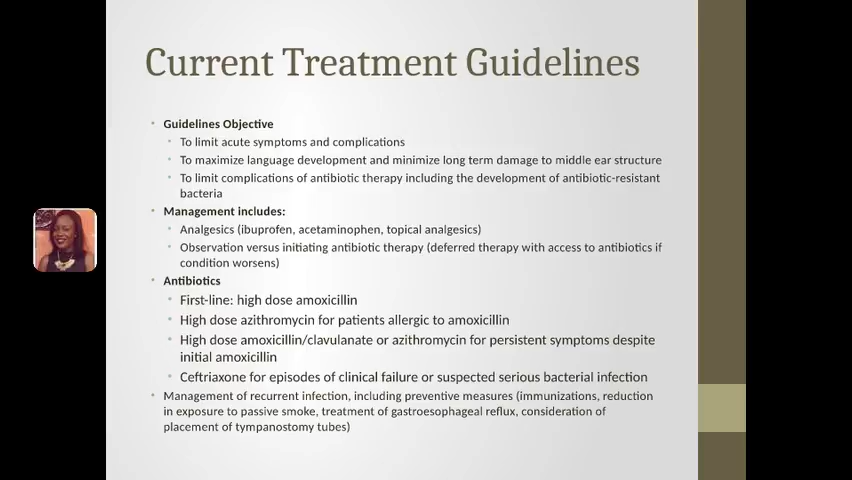 Current Treatment Guidelines
• Guidelines Objective
• To limit acute symptoms and complications
• To maximize language development and minimize long term damage to middle ear structure
• To limit complications of antibiotic therapy including the development of antibiotic-resistant
bacteria
• Management includes:
• Analgesics (ibuprofen, acetaminophen, topical analgesics)
• Observation versus initiating antibiotic therapy (deferred therapy with access to antibiotics if
condition worsens)
• Antibiotics
• First-line: high dose amoxicillin
• High dose azithromycin for patients allergic to amoxicillin
• High dose amoxicillin/clavulanate or azithromycin for persistent symptoms despite
initial amoxicillin
• Ceftriaxone for episodes of clinical failure or suspected serious bacterial infection
• Management of recurrent infection, including preventive measures (immunizations, reduction
in exposure to passive smoke, treatment of gastroesophageal reflux, consideration of
placement of tympanostomy tubes)